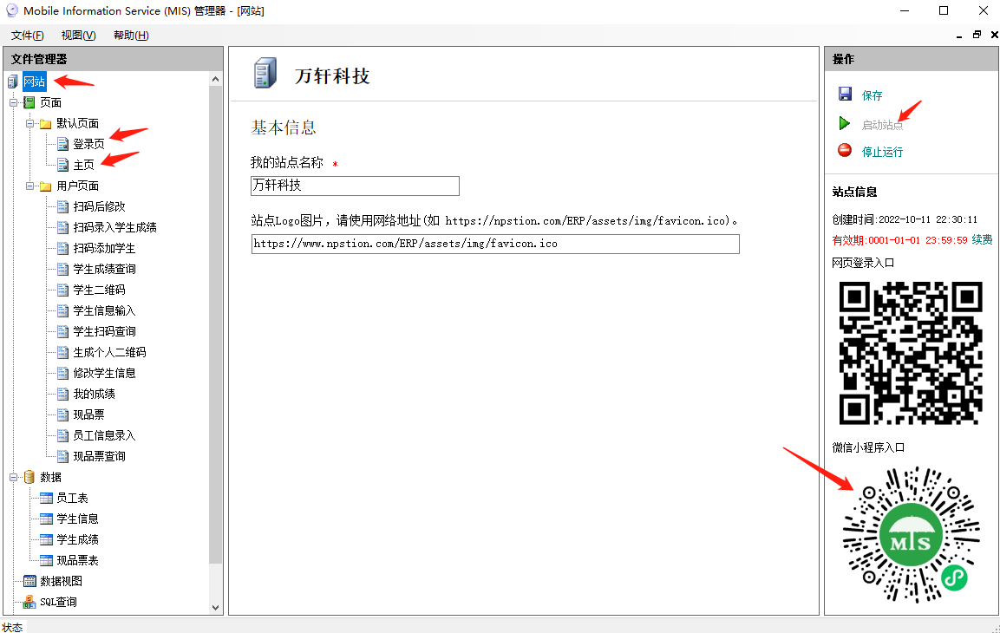 Mobile Information Service (MIS) 管理器 - [网站]
文件(F) 视图(V) 帮助(H)
文件管理器
网站
页面
默认页面
登录页
主页
用户页面
扫码后修改
扫码录入学生成绩
扫码添加学生
学生成绩查询
学生二维码
学生信息输入
学生扫码查询
生成个人二维码
修改学生信息
我的成绩
现品票
员工信息录入
现品票查询
数据
员工表
学生信息
学生成绩
现品票表
数据视图
SQL查询
万轩科技
基本信息
我的站点名称 *
万轩科技
站点Logo图片，请使用网络地址(如 https://npstion.com/ERP/assets/img/favicon.ico)。
https://www.npstion.com/ERP/assets/img/favicon.ico
操作
保存
启动站点
停止运行
站点信息
创建时间:2022-10-11 22:30:11
有效期:0001-01-01 23:59:59 续费
网页登录入口
微信小程序入口
MIS
状态